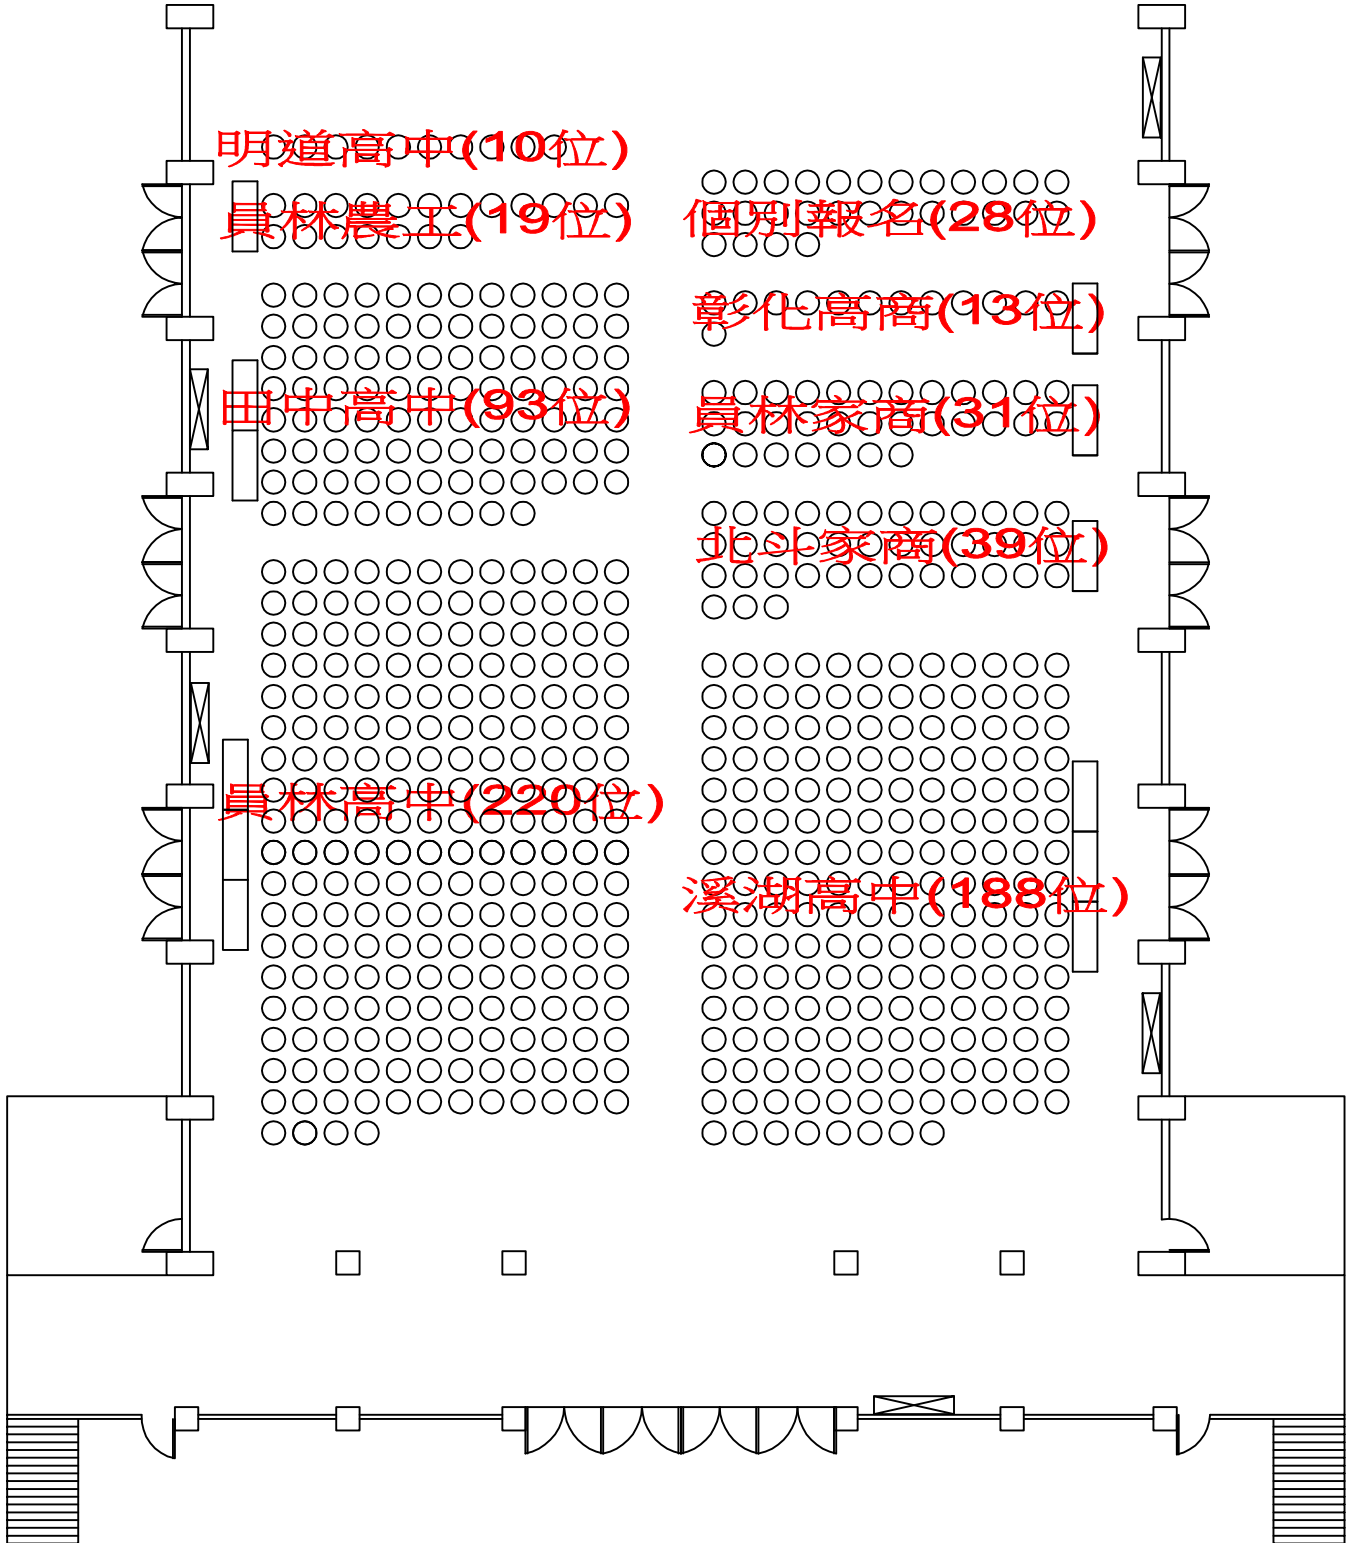 明道高中(10位)
員林農工(19位)
田中高中(93位)
員林高中(220位)
個別報名(28位)
彰化高商(13位)
員林家商(31位)
北斗家商(39位)
溪湖高中(188位)